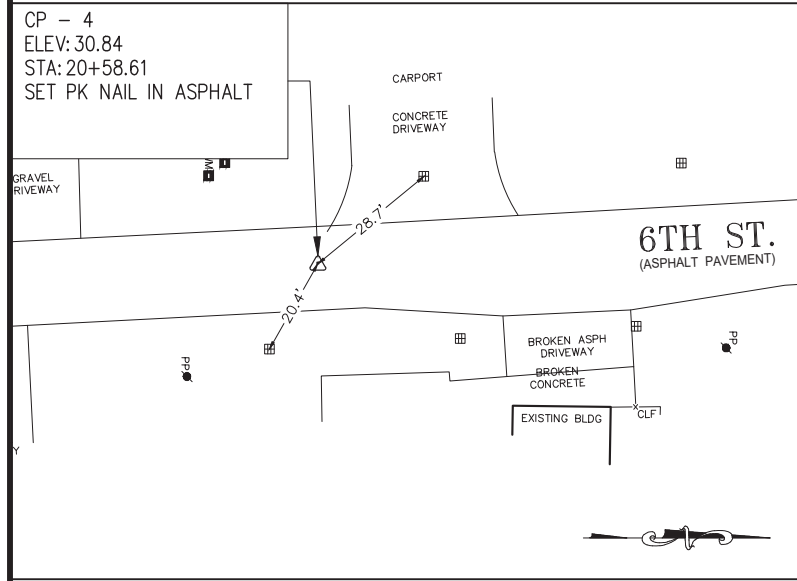 CP - 4
ELEV: 30.84
STA: 20+58.61
SET PK NAIL IN ASPHALT
CARPORT
CONCRETE
DRIVEWAY
GRAVEL
RIVEWAY
28.7'
6TH ST.
(ASPHALT PAVEMENT)
20.4'
PP
BROKEN ASPH
DRIVEWAY
BROKEN
CONCRETE
PP
EXISTING BLDG
CLF
Y